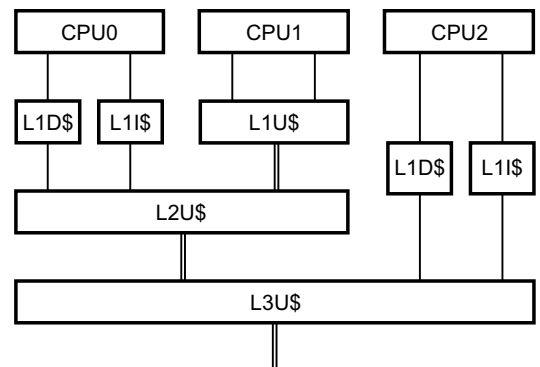 CPU0 CPU1 CPU2
L1D$ L1I$ L1U$
L1D$ L1I$
L2U$
L3U$